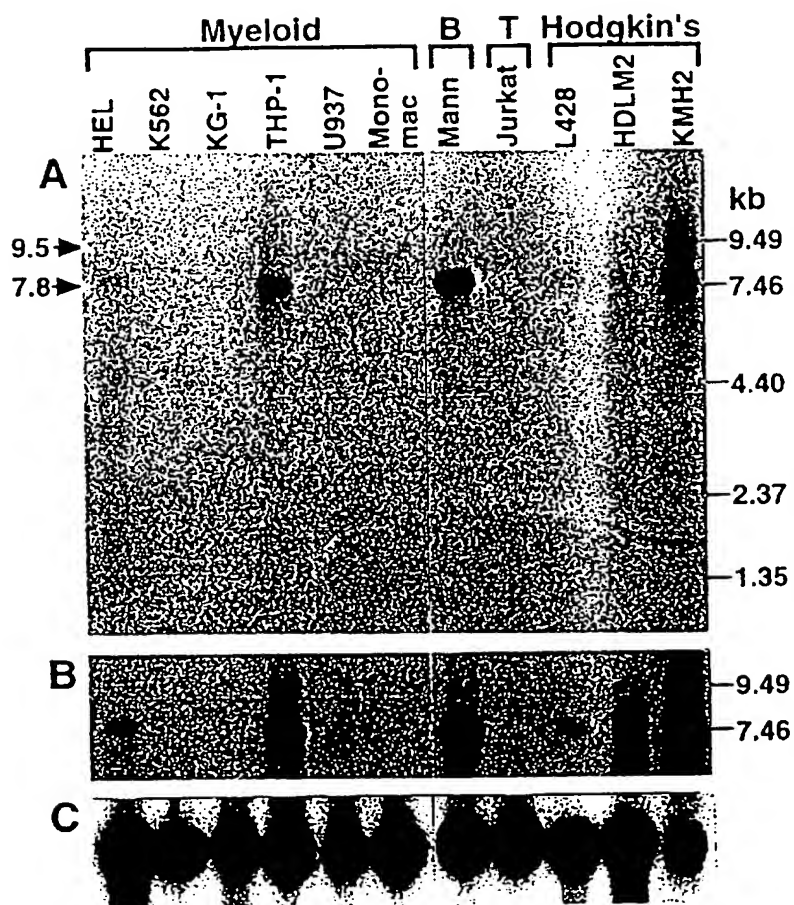 Myeloid B T Hodgkin's
HEL
K562
KG-1
THP-1
U937
Mono-
mac
Mann
Jurkat
L428
HDLM2
KMH2
A
kb
9.5
9.49
7.8
7.46
4.40
2.37
1.35
B
9.49
7.46
C